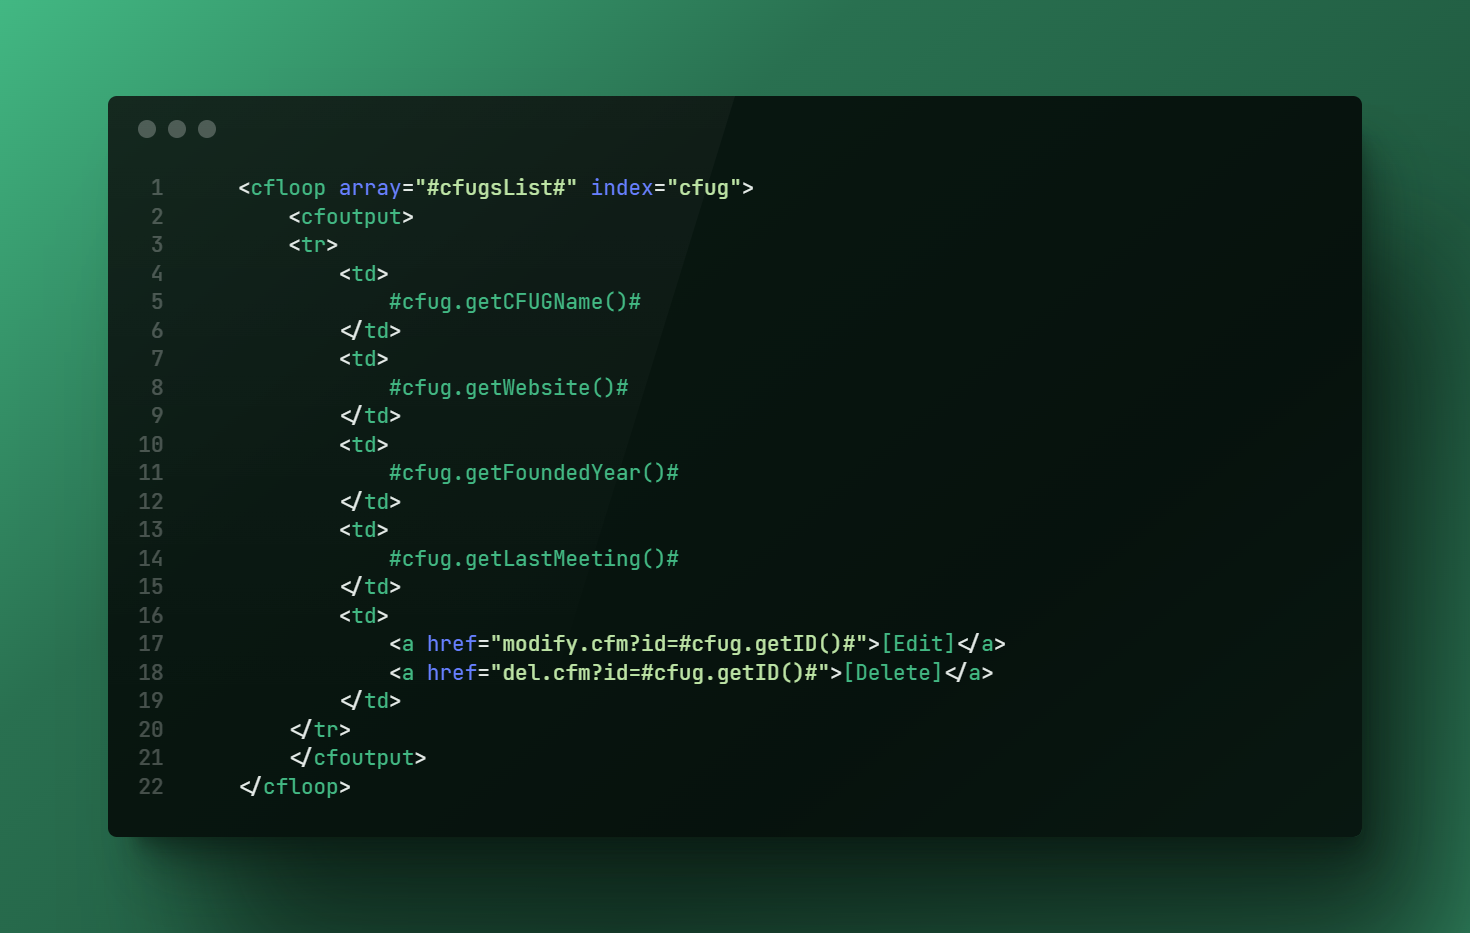 1 <cfloop array="#cfugsList#" index="cfug">
2 <cfoutput>
3 <tr>
4 <td>
5 #cfug.getCFUGName()#
6 </td>
7 <td>
8 #cfug.getWebsite()#
9 </td>
10 <td>
11 #cfug.getFoundedYear()#
12 </td>
13 <td>
14 #cfug.getLastMeeting()#
15 </td>
16 <td>
17 <a href="modify.cfm?id=#cfug.getID()#">[Edit]</a>
18 <a href="del.cfm?id=#cfug.getID()#">[Delete]</a>
19 </td>
20 </tr>
21 </cfoutput>
22 </cfloop>